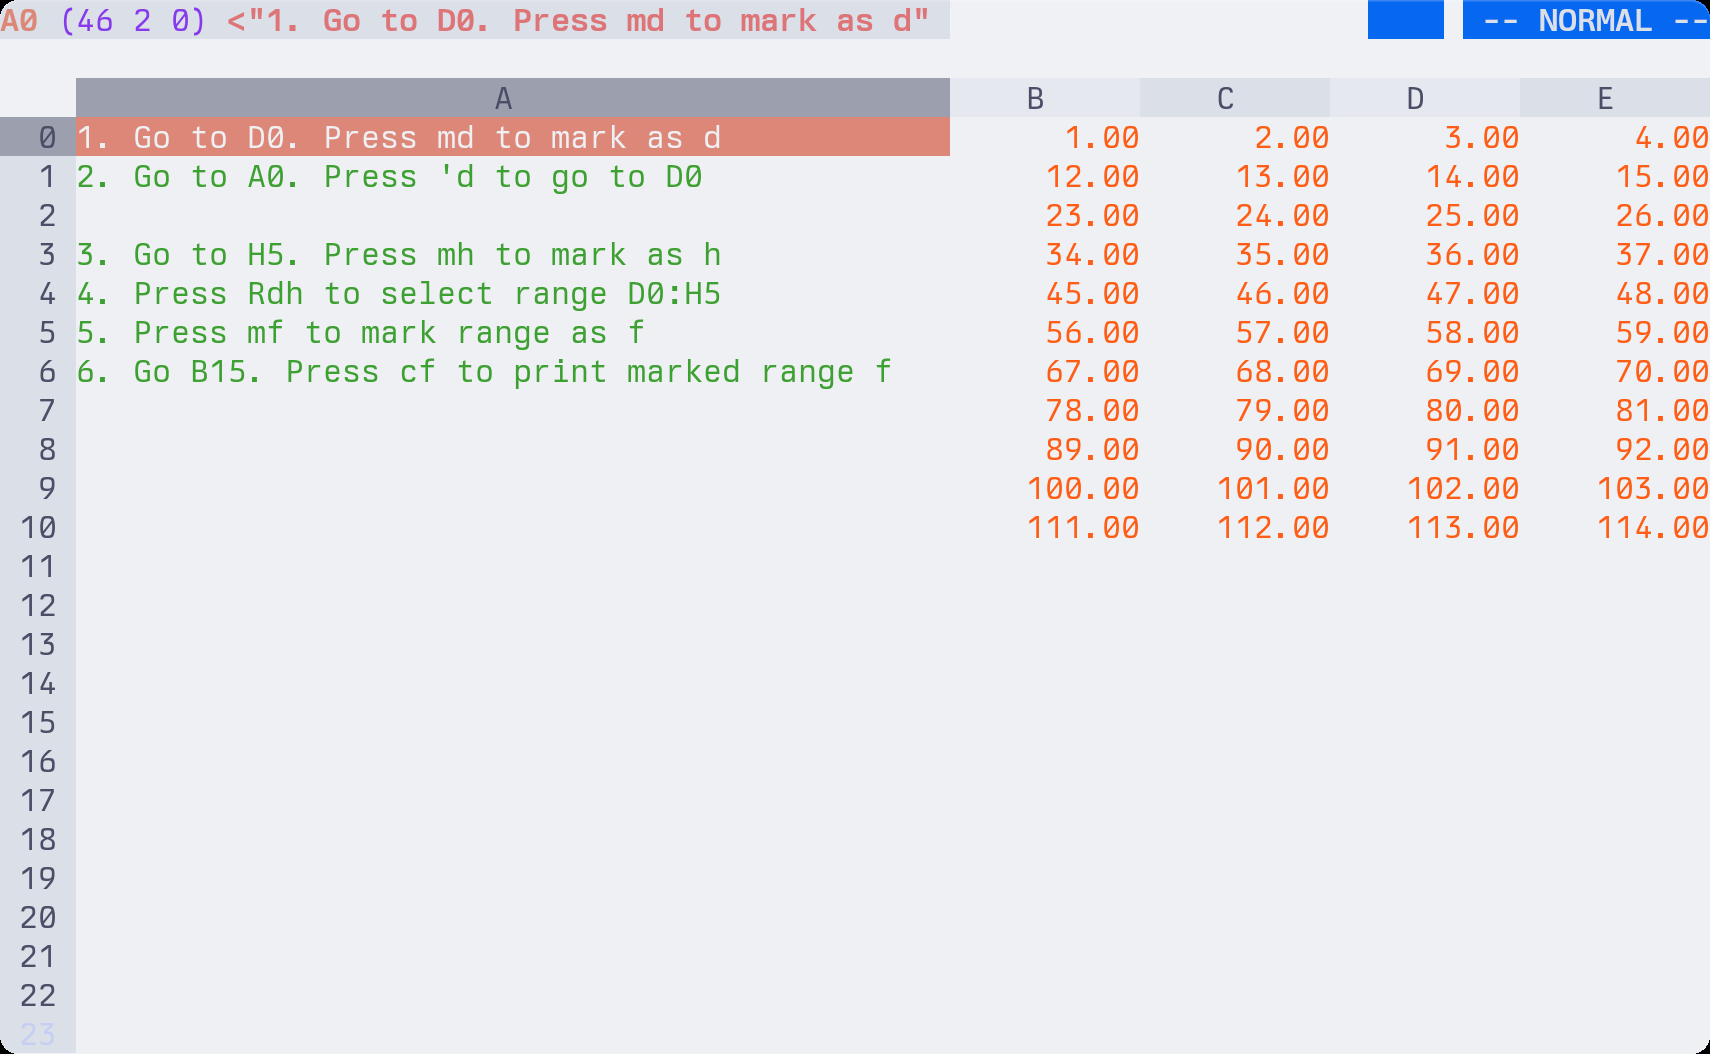 A0 (46 2 0) <"1. Go to D0. Press md to mark as d" -- NORMAL --
A B C D E
0 1. Go to D0. Press md to mark as d 1.00 2.00 3.00 4.00
1 2. Go to A0. Press 'd to go to D0 12.00 13.00 14.00 15.00
2 23.00 24.00 25.00 26.00
3 3. Go to H5. Press mh to mark as h 34.00 35.00 36.00 37.00
4 4. Press Rdh to select range D0:H5 45.00 46.00 47.00 48.00
5 5. Press mf to mark range as f 56.00 57.00 58.00 59.00
6 6. Go B15. Press cf to print marked range f 67.00 68.00 69.00 70.00
7 78.00 79.00 80.00 81.00
8 89.00 90.00 91.00 92.00
9 100.00 101.00 102.00 103.00
10 111.00 112.00 113.00 114.00
11
12
13
14
15
16
17
18
19
20
21
22
23